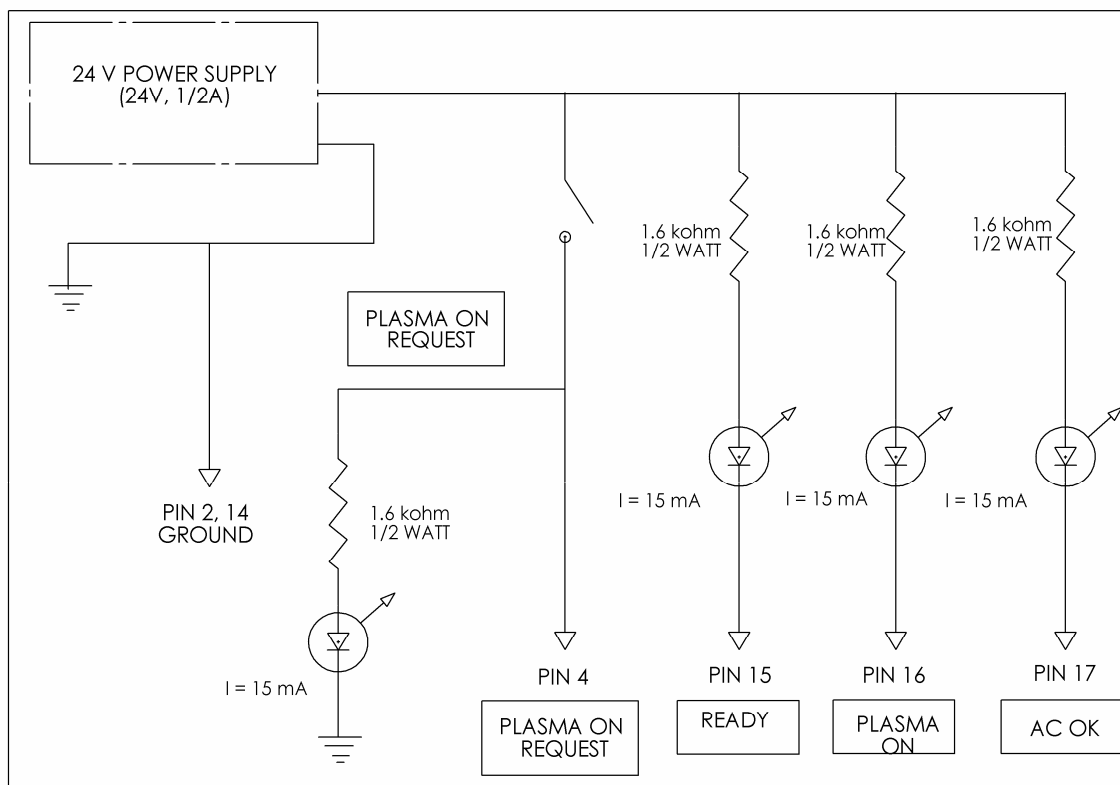 24 V POWER SUPPLY
(24V, 1/2A)
1.6 kohm
1/2 WATT
1.6 kohm
1/2 WATT
1.6 kohm
1/2 WATT
PLASMA ON
REQUEST
I = 15 mA
I = 15 mA
I = 15 mA
PIN 2, 14
GROUND
1.6 kohm
1/2 WATT
I = 15 mA
PIN 4
PIN 15
PIN 16
PIN 17
PLASMA ON
REQUEST
READY
PLASMA
ON
AC OK